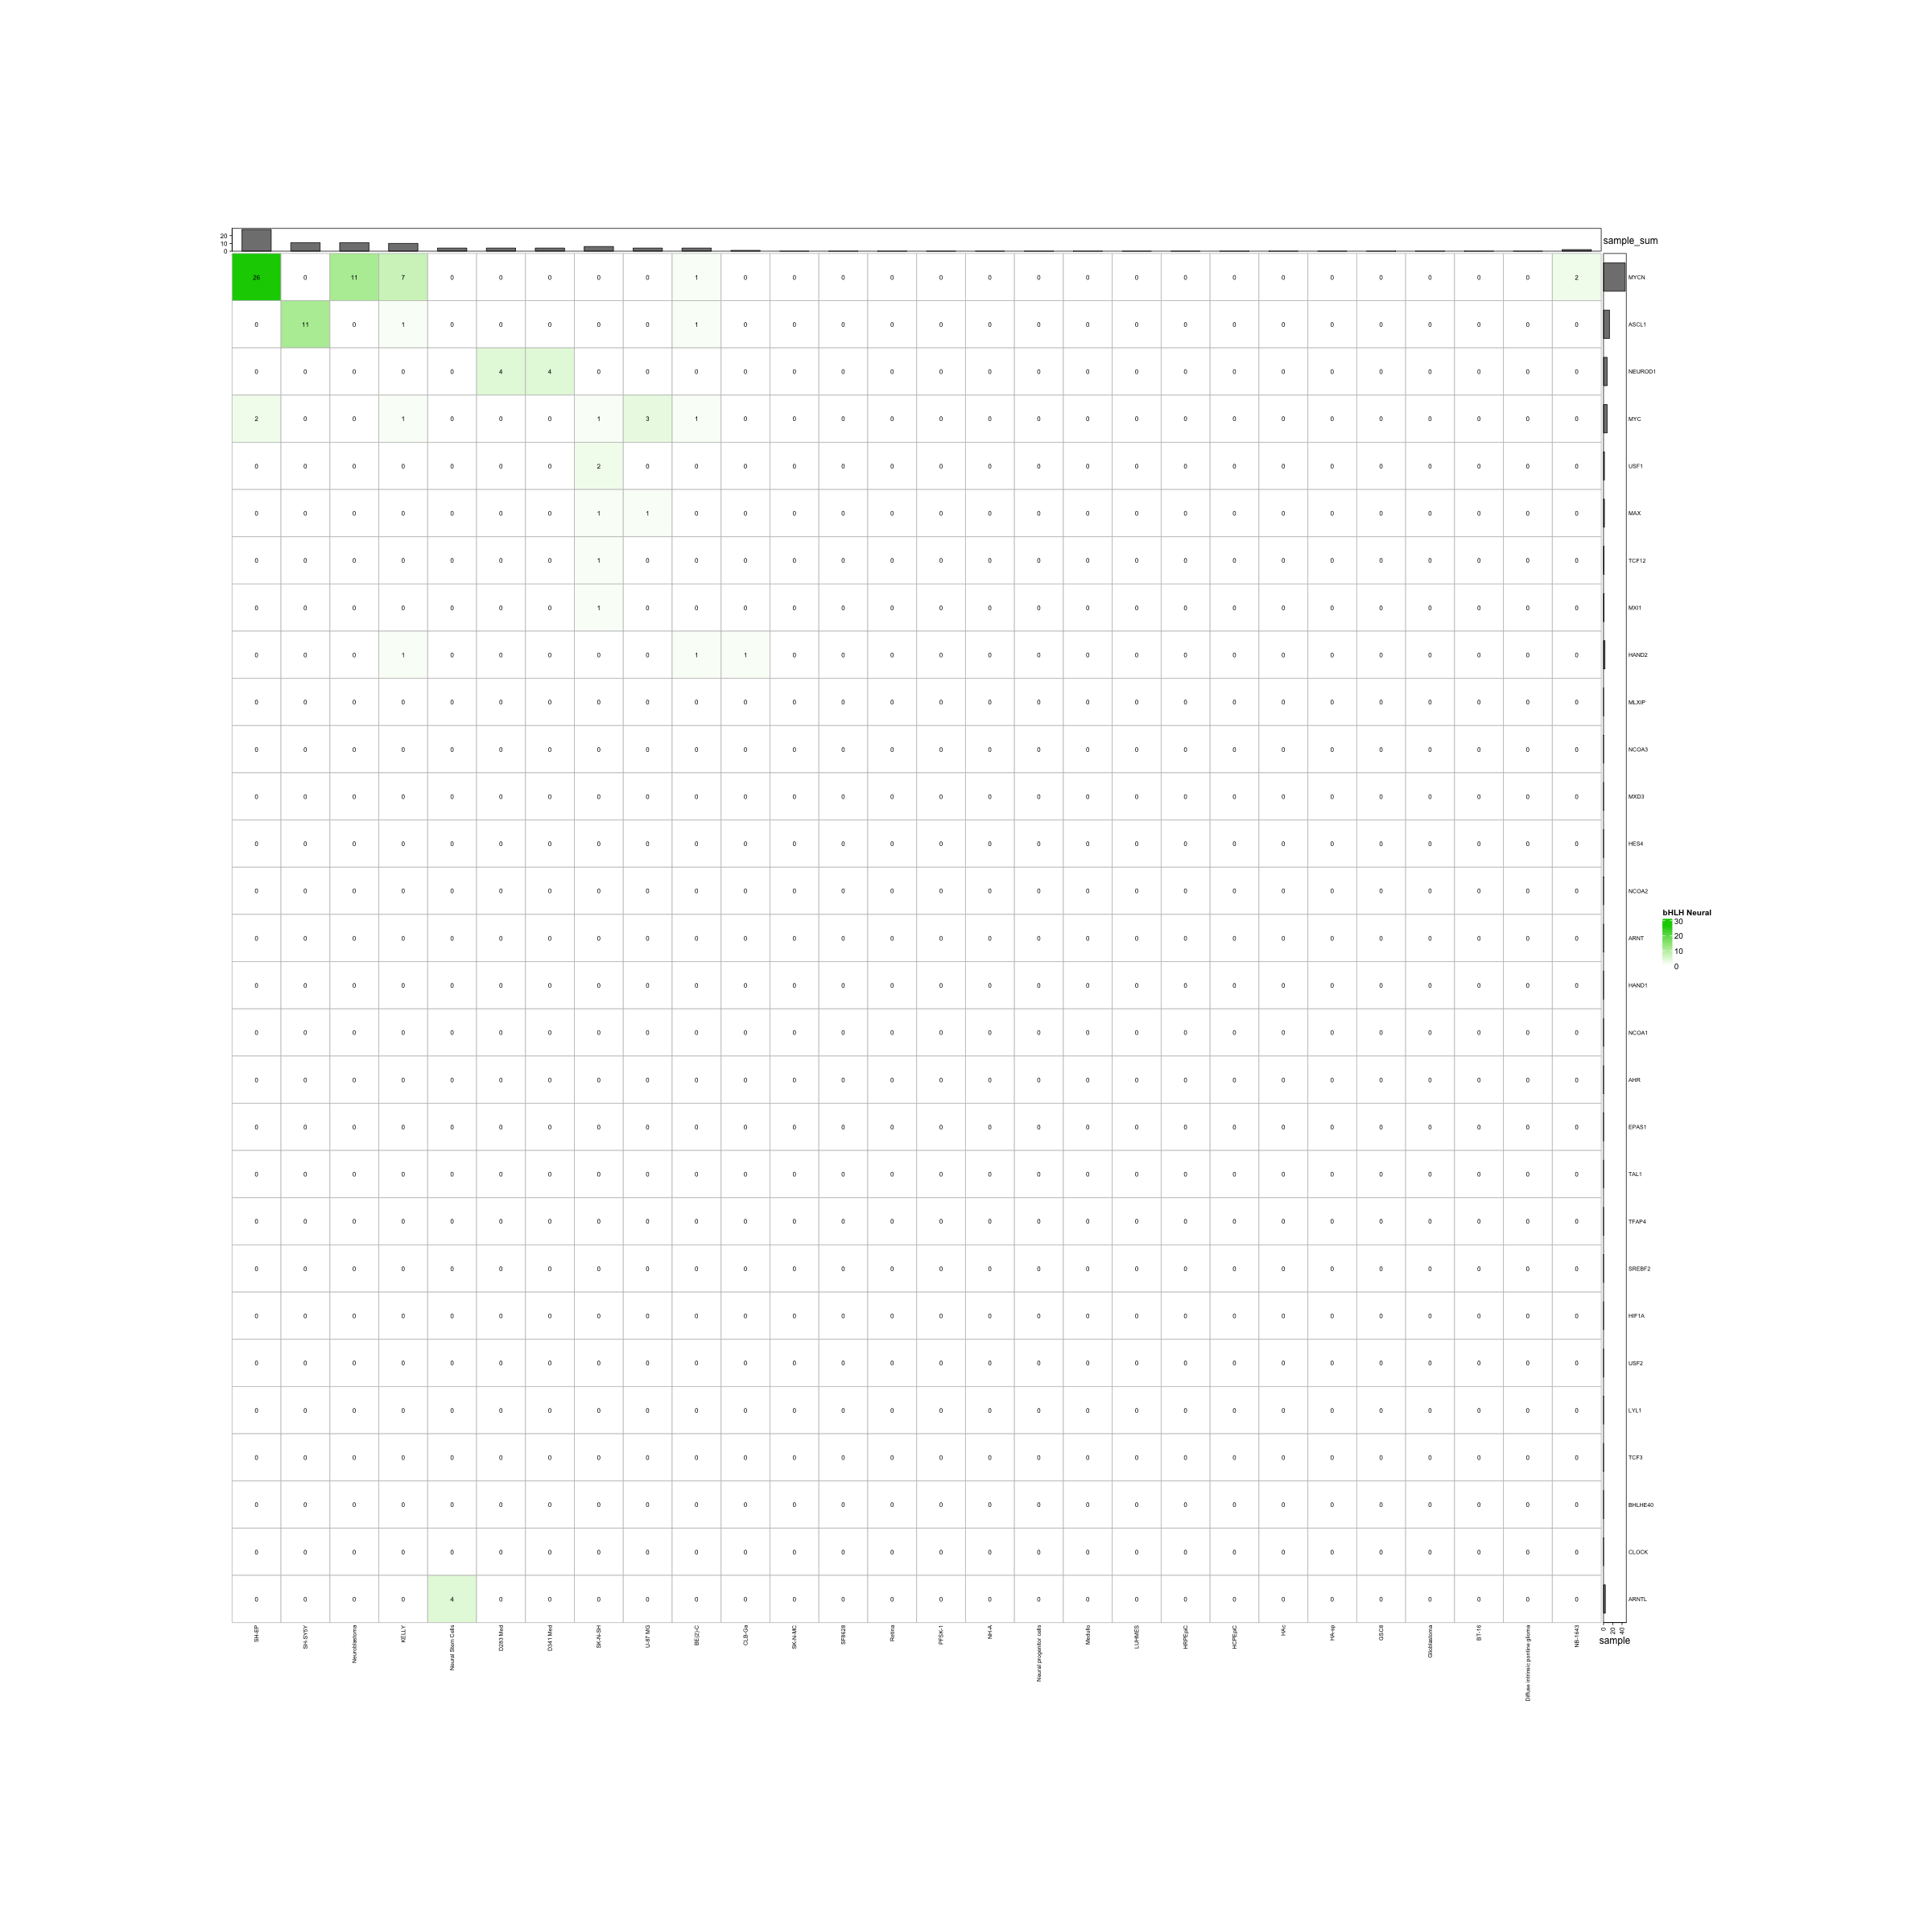 20
10
0
sample_sum
26 0 11 7 0 0 0 0 0 1 0 0 0 0 0 0 0 0 0 0 0 0 0 0 0 0 0 2 MYCN
0 11 0 1 0 0 0 0 0 1 0 0 0 0 0 0 0 0 0 0 0 0 0 0 0 0 0 0 ASCL1
0 0 0 0 0 4 4 0 0 0 0 0 0 0 0 0 0 0 0 0 0 0 0 0 0 0 0 0 NEUROD1
2 0 0 1 0 0 0 1 3 1 0 0 0 0 0 0 0 0 0 0 0 0 0 0 0 0 0 0 MYC
0 0 0 0 0 0 0 2 0 0 0 0 0 0 0 0 0 0 0 0 0 0 0 0 0 0 0 0 USF1
0 0 0 0 0 0 0 1 1 0 0 0 0 0 0 0 0 0 0 0 0 0 0 0 0 0 0 0 MAX
0 0 0 0 0 0 0 1 0 0 0 0 0 0 0 0 0 0 0 0 0 0 0 0 0 0 0 0 TCF12
0 0 0 0 0 0 0 1 0 0 0 0 0 0 0 0 0 0 0 0 0 0 0 0 0 0 0 0 MXI1
0 0 0 1 0 0 0 0 0 1 1 0 0 0 0 0 0 0 0 0 0 0 0 0 0 0 0 0 HAND2
0 0 0 0 0 0 0 0 0 0 0 0 0 0 0 0 0 0 0 0 0 0 0 0 0 0 0 0 MLXIP
0 0 0 0 0 0 0 0 0 0 0 0 0 0 0 0 0 0 0 0 0 0 0 0 0 0 0 0 NCOA3
0 0 0 0 0 0 0 0 0 0 0 0 0 0 0 0 0 0 0 0 0 0 0 0 0 0 0 0 MXD3
0 0 0 0 0 0 0 0 0 0 0 0 0 0 0 0 0 0 0 0 0 0 0 0 0 0 0 0 HES4
0 0 0 0 0 0 0 0 0 0 0 0 0 0 0 0 0 0 0 0 0 0 0 0 0 0 0 0 NCOA2
0 0 0 0 0 0 0 0 0 0 0 0 0 0 0 0 0 0 0 0 0 0 0 0 0 0 0 0 ARNT
0 0 0 0 0 0 0 0 0 0 0 0 0 0 0 0 0 0 0 0 0 0 0 0 0 0 0 0 HAND1
0 0 0 0 0 0 0 0 0 0 0 0 0 0 0 0 0 0 0 0 0 0 0 0 0 0 0 0 NCOA1
0 0 0 0 0 0 0 0 0 0 0 0 0 0 0 0 0 0 0 0 0 0 0 0 0 0 0 0 AHR
0 0 0 0 0 0 0 0 0 0 0 0 0 0 0 0 0 0 0 0 0 0 0 0 0 0 0 0 EPAS1
0 0 0 0 0 0 0 0 0 0 0 0 0 0 0 0 0 0 0 0 0 0 0 0 0 0 0 0 TAL1
0 0 0 0 0 0 0 0 0 0 0 0 0 0 0 0 0 0 0 0 0 0 0 0 0 0 0 0 TFAP4
0 0 0 0 0 0 0 0 0 0 0 0 0 0 0 0 0 0 0 0 0 0 0 0 0 0 0 0 SREBF2
0 0 0 0 0 0 0 0 0 0 0 0 0 0 0 0 0 0 0 0 0 0 0 0 0 0 0 0 HIF1A
0 0 0 0 0 0 0 0 0 0 0 0 0 0 0 0 0 0 0 0 0 0 0 0 0 0 0 0 USF2
0 0 0 0 0 0 0 0 0 0 0 0 0 0 0 0 0 0 0 0 0 0 0 0 0 0 0 0 LYL1
0 0 0 0 0 0 0 0 0 0 0 0 0 0 0 0 0 0 0 0 0 0 0 0 0 0 0 0 TCF3
0 0 0 0 0 0 0 0 0 0 0 0 0 0 0 0 0 0 0 0 0 0 0 0 0 0 0 0 BHLHE40
0 0 0 0 0 0 0 0 0 0 0 0 0 0 0 0 0 0 0 0 0 0 0 0 0 0 0 0 CLOCK
0 0 0 0 4 0 0 0 0 0 0 0 0 0 0 0 0 0 0 0 0 0 0 0 0 0 0 0 ARNTL
SH-EP
SH-SY5Y
Neuroblastoma
KELLY
Neural Stem Cells
D283 Med
D341 Med
SK-N-SH
U-87 MG
BE(2)-C
CLB-Ga
SK-N-MC
SF8628
Retina
PFSK-1
NH-A
Neural progenitor cells
Medullo
LUHMES
HRPEpiC
HCPEpiC
HAc
HA-sp
GSC8
Glioblastoma
BT-16
Diffuse intrinsic pontine glioma
NB-1643
0
20
40
sample
bHLH Neural
30
20
10
0